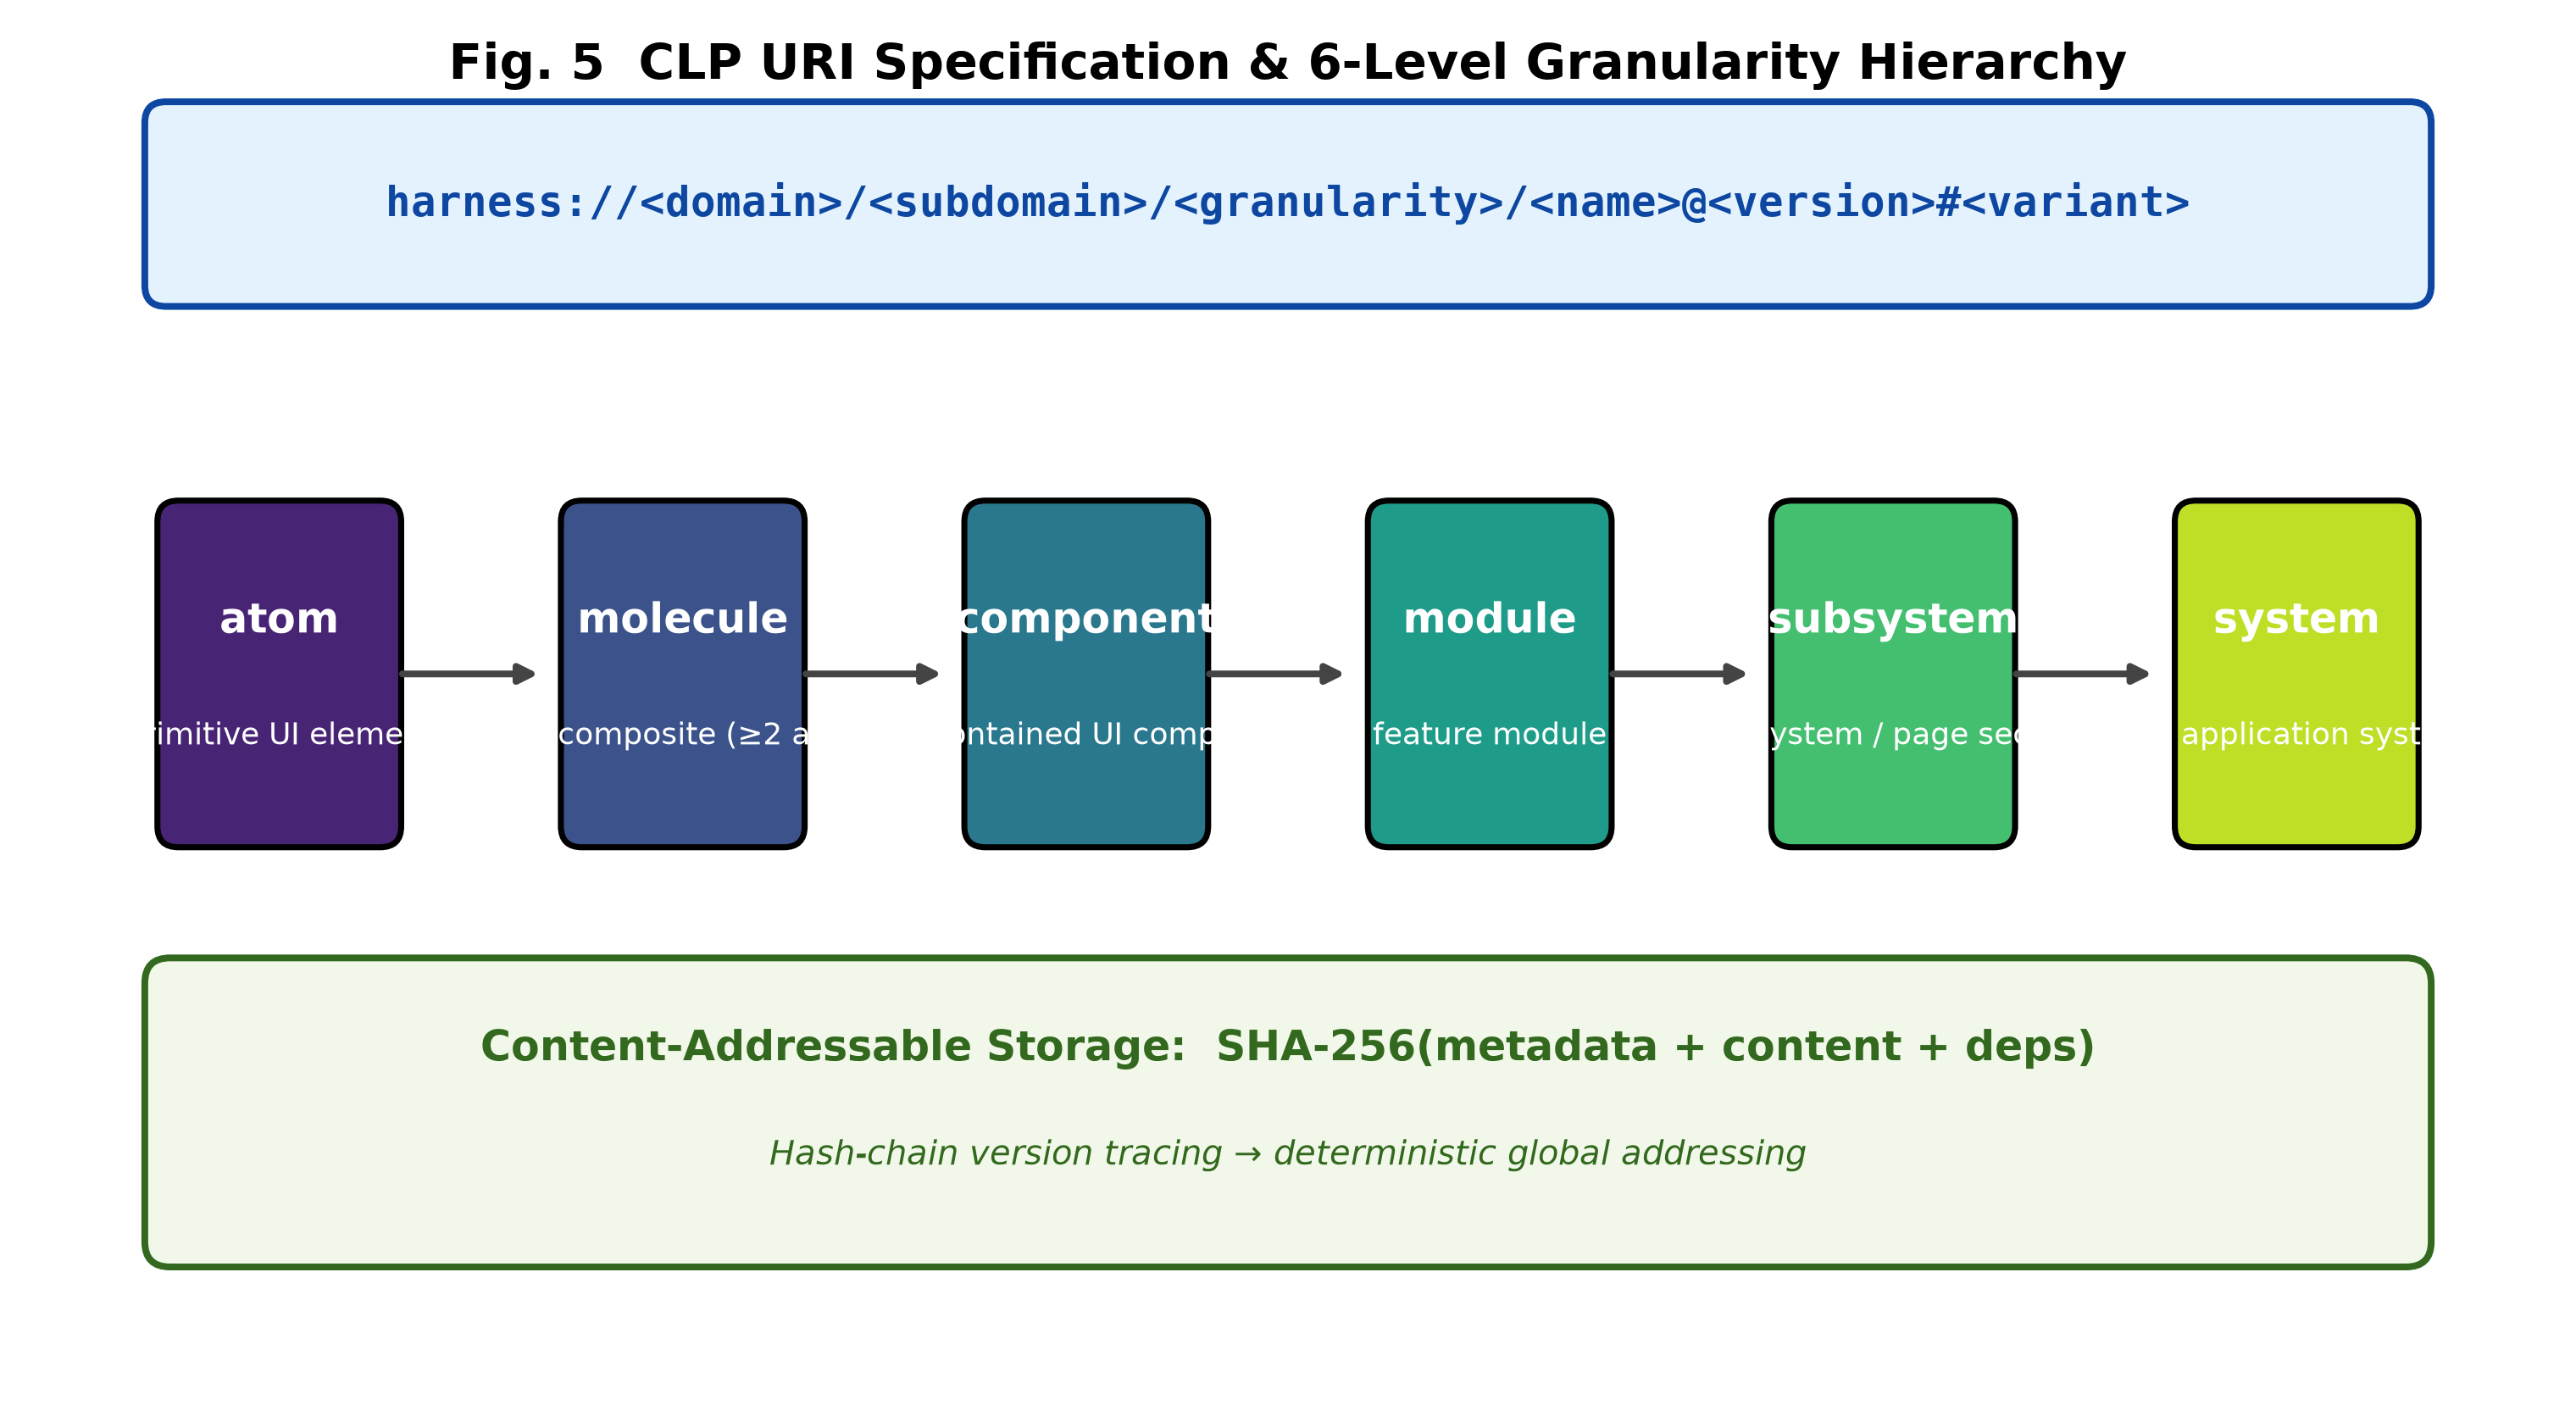 Fig. 5 CLP URI Specification & 6-Level Granularity Hierarchy
harness://<domain>/<subdomain>/<granularity>/<name>@<version>#<variant>
atom
molecule
component
module
subsystem
system
imitive UI eleme
composite (≥2 a
ontained UI comp
feature module
ystem / page sec
application syst
Content-Addressable Storage: SHA-256(metadata + content + deps)
Hash-chain version tracing → deterministic global addressing